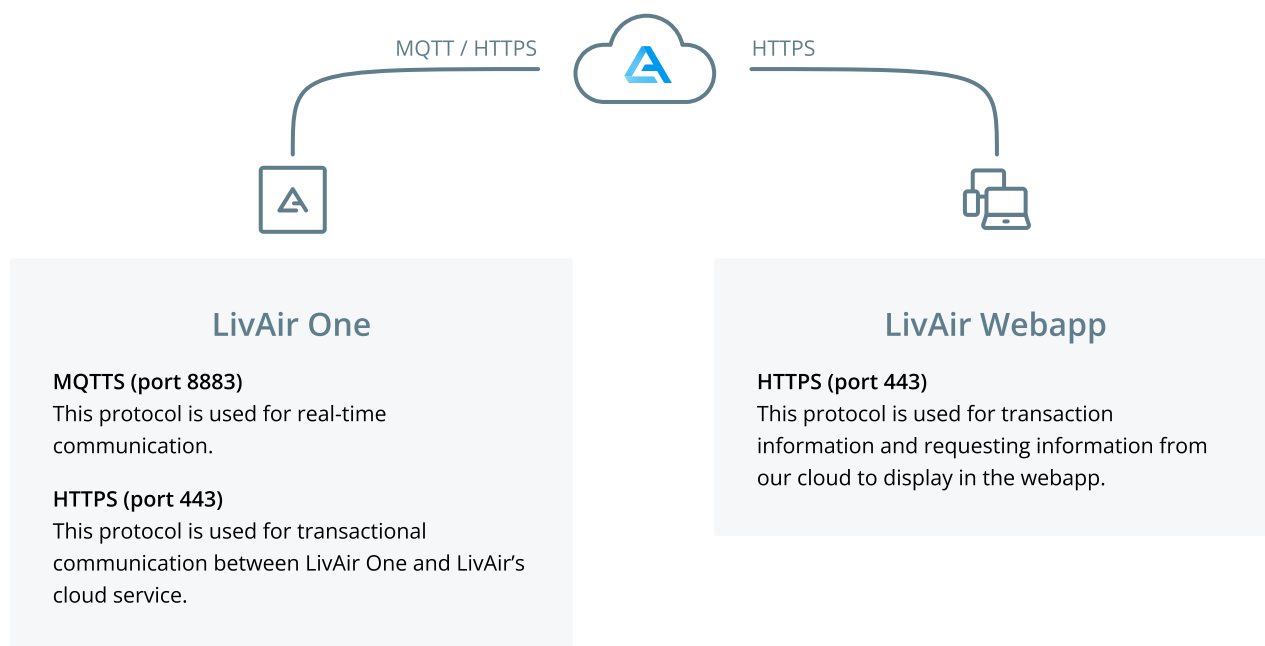 MQTT / HTTPS
HTTPS
LivAir One
MQTTS (port 8883)
This protocol is used for real-time
communication.
HTTPS (port 443)
This protocol is used for transactional
communication between LivAir One and LivAir’s
cloud service.
LivAir Webapp
HTTPS (port 443)
This protocol is used for transaction
information and requesting information from
our cloud to display in the webapp.